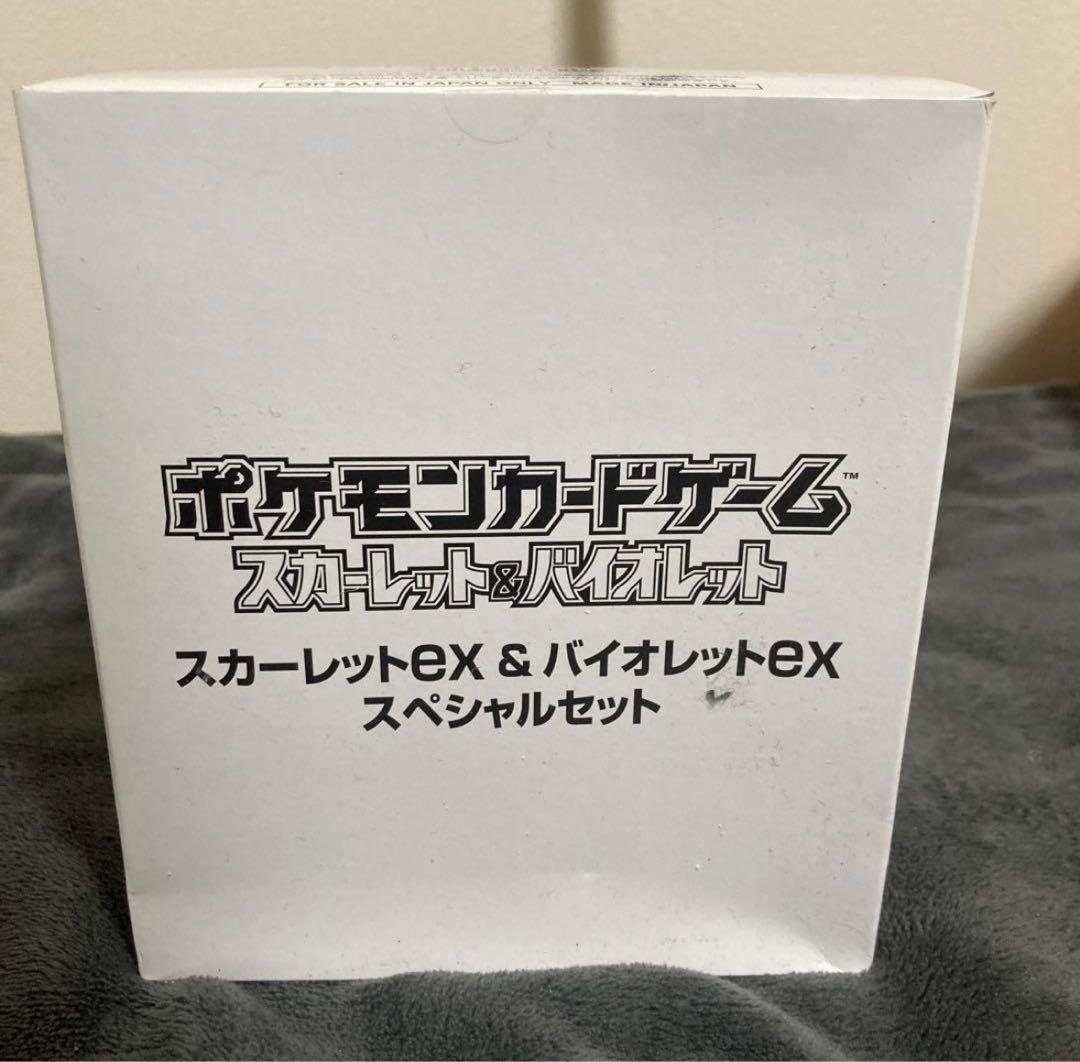 FOR SALE IN JAPAN ONLY MADE IN JAPAN
ポケモンカードゲーム™
スカーレット&バイオレット
スカーレットex & バイオレットex
スペシャルセット